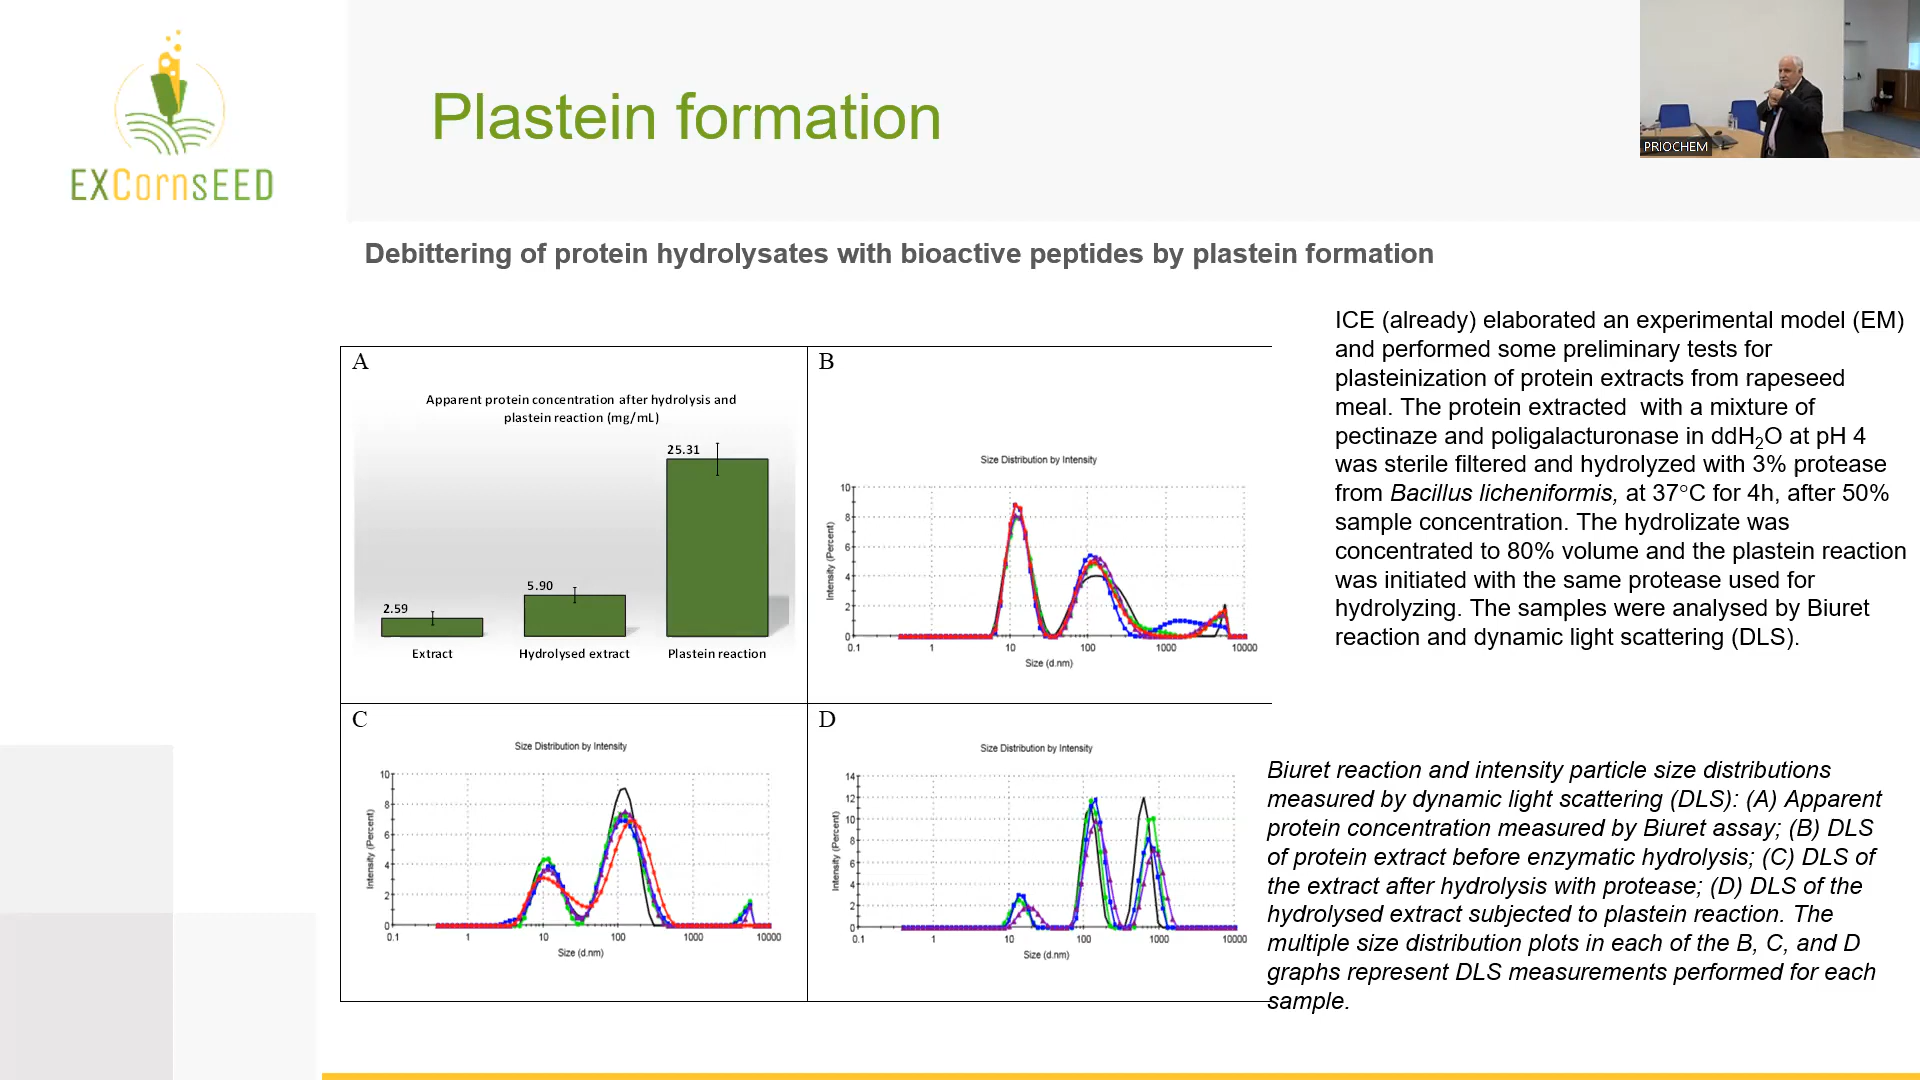 EXCornsEED
Plastein formation
PRIOCHEM
Debittering of protein hydrolysates with bioactive peptides by plastein formation
A
Apparent protein concentration after hydrolysis and
plastein reaction (mg/mL)
25.31
5.90
2.59
Extract
Hydrolysed extract
Plastein reaction
B
Size Distribution by Intensity
Intensity (Percent)
10
8
6
4
2
0
0.1 1 10 100 1000 10000
Size (d.nm)
C
Size Distribution by Intensity
Intensity (Percent)
10
8
6
4
2
0
0.1 1 10 100 1000 10000
Size (d.nm)
D
Size Distribution by Intensity
Intensity (Percent)
14
12
10
8
6
4
2
0
0.1 1 10 100 1000 10000
Size (d.nm)
ICE (already) elaborated an experimental model (EM)
and performed some preliminary tests for
plasteinization of protein extracts from rapeseed
meal. The protein extracted with a mixture of
pectinaze and poligalacturonase in ddH₂O at pH 4
was sterile filtered and hydrolyzed with 3% protease
from Bacillus licheniformis, at 37°C for 4h, after 50%
sample concentration. The hydrolizate was
concentrated to 80% volume and the plastein reaction
was initiated with the same protease used for
hydrolyzing. The samples were analysed by Biuret
reaction and dynamic light scattering (DLS).
Biuret reaction and intensity particle size distributions
measured by dynamic light scattering (DLS): (A) Apparent
protein concentration measured by Biuret assay; (B) DLS
of protein extract before enzymatic hydrolysis; (C) DLS of
the extract after hydrolysis with protease; (D) DLS of the
hydrolysed extract subjected to plastein reaction. The
multiple size distribution plots in each of the B, C, and D
graphs represent DLS measurements performed for each
sample.